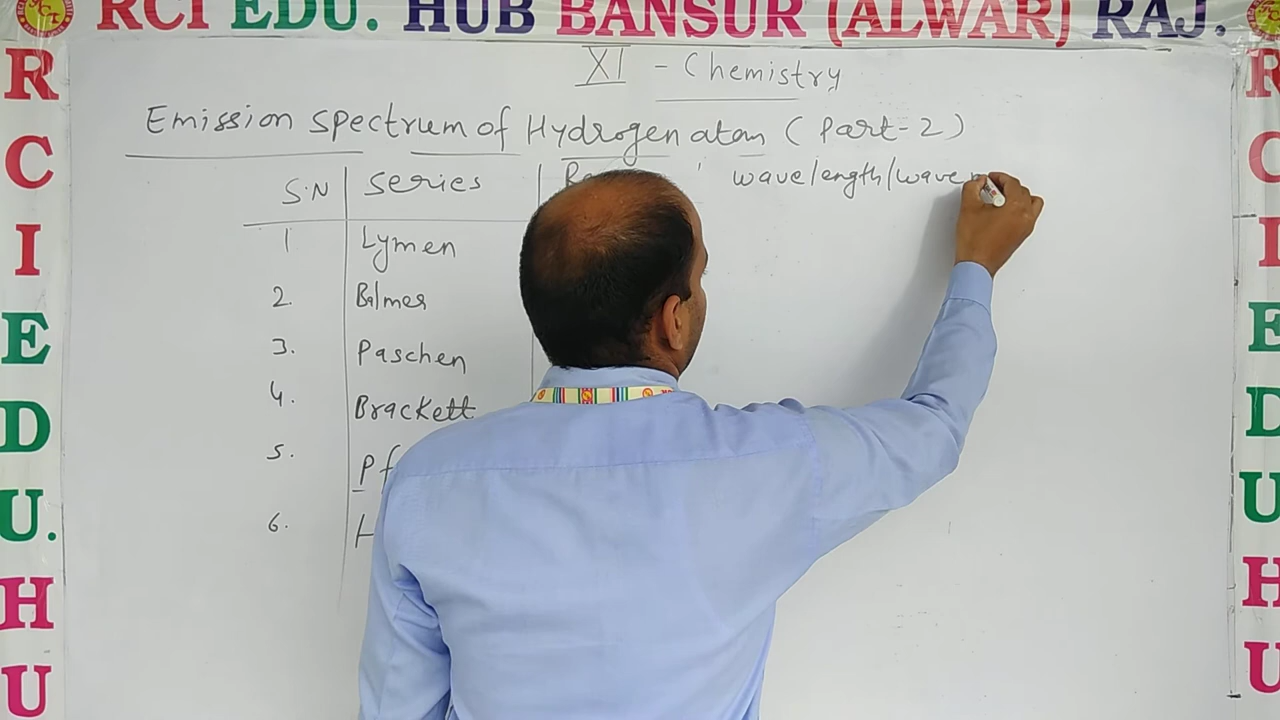 RCI EDU. HUB BANSUR (ALWAR) RAJ.
XI - Chemistry
Emission spectrum of Hydrogen atom ( Part-2 )
S.N series wavelength/wave
1 Lymen
2. Balmer
3. Paschen
4. Brackett
5. Pf
6. H
R
C
I
E
D
U.
H
U
R
C
I
E
D
U
H
U